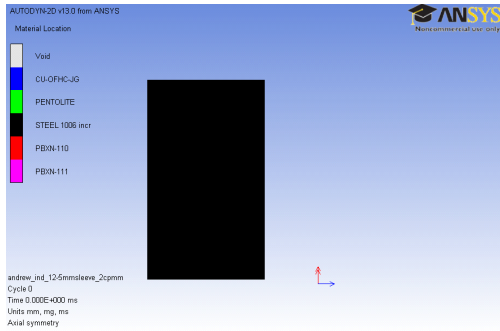 AUTODYN-2D v13.0 from ANSYS
Material Location
ANSYS
Noncommercial use only
Void
CU-OFHC-JG
PENTOLITE
STEEL 1006 incr
PBXN-110
PBXN-111
andrew_ind_12-5mmsleeve_2cpmm
Cycle 0
Time 0.000E+000 ms
Units mm, mg, ms
Axial symmetry